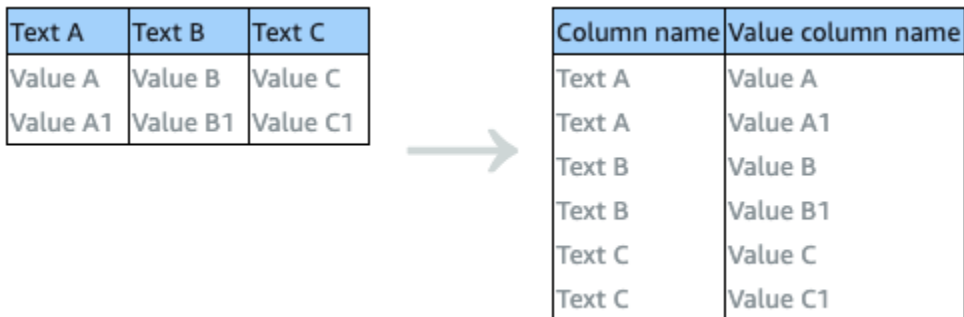 Text A Text B Text C
Value A Value B Value C
Value A1 Value B1 Value C1
Column name Value column name
Text A Value A
Text A Value A1
Text B Value B
Text B Value B1
Text C Value C
Text C Value C1